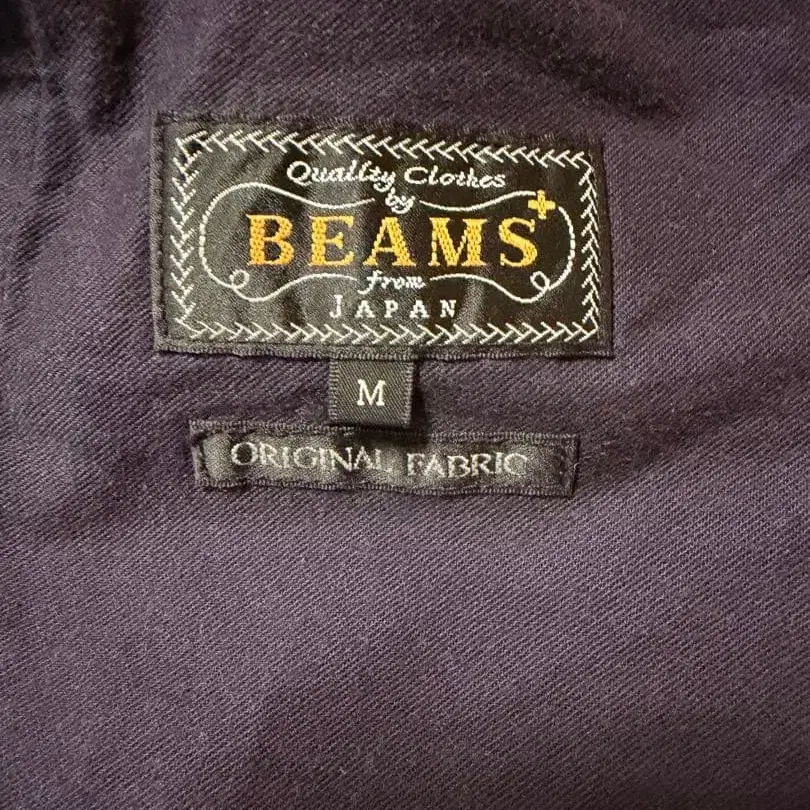 Quality Clothes
by
BEAMS+
from
JAPAN
M
ORIGINAL FABRIC